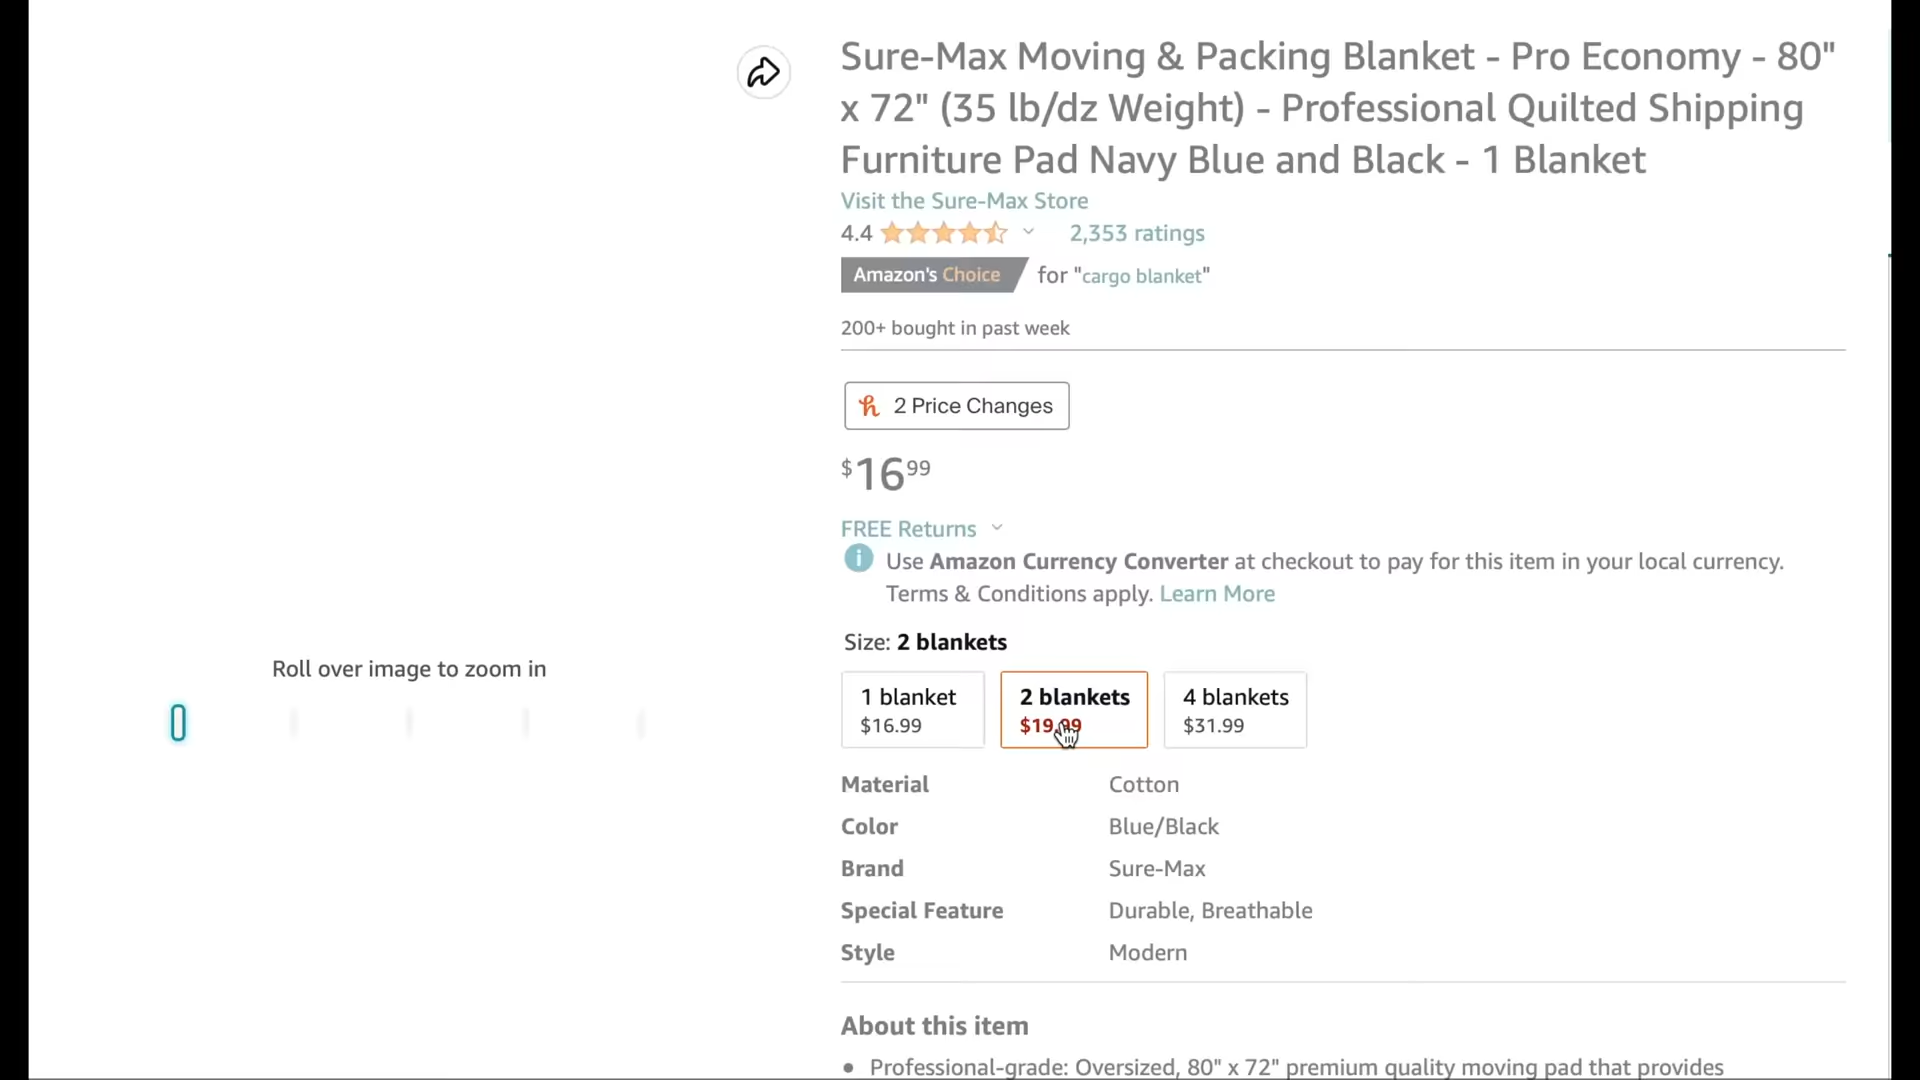 Sure-Max Moving & Packing Blanket - Pro Economy - 80"
x 72" (35 lb/dz Weight) - Professional Quilted Shipping
Furniture Pad Navy Blue and Black - 1 Blanket
Visit the Sure-Max Store
4.4 2,353 ratings
Amazon's Choice for "cargo blanket"
200+ bought in past week
2 Price Changes
$16.99
FREE Returns
Use Amazon Currency Converter at checkout to pay for this item in your local currency.
Terms & Conditions apply. Learn More
Size: 2 blankets
Roll over image to zoom in
1 blanket 2 blankets 4 blankets
$16.99 $19.99 $31.99
Material Cotton
Color Blue/Black
Brand Sure-Max
Special Feature Durable, Breathable
Style Modern
About this item
• Professional-grade: Oversized, 80" x 72" premium quality moving pad that provides